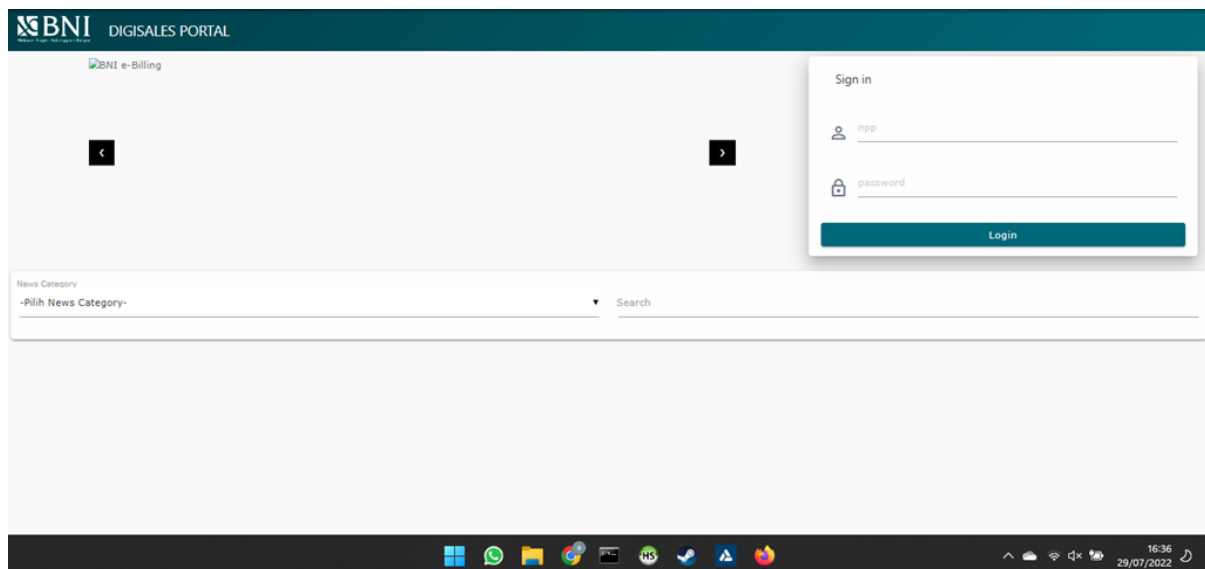 BNI DIGISALES PORTAL
BNI e-Billing
Sign in
npp
password
Login
News Category
-Pilih News Category-
Search
HS
16:36
29/07/2022